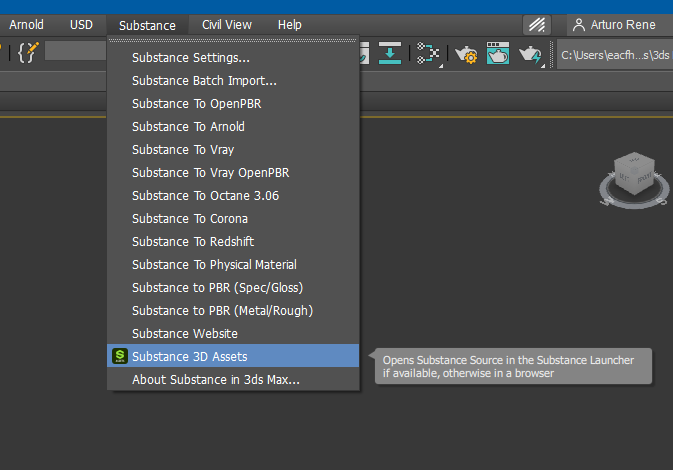 Arnold USD Substance Civil View Help Arturo Rene
C:\Users\eacfh...s\3ds
Substance Settings...
Substance Batch Import...
Substance To OpenPBR
Substance To Arnold
Substance To Vray
Substance To Vray OpenPBR
Substance To Octane 3.06
Substance To Corona
Substance To Redshift
Substance To Physical Material
Substance to PBR (Spec/Gloss)
Substance to PBR (Metal/Rough)
Substance Website
Substance 3D Assets
About Substance in 3ds Max...
Opens Substance Source in the Substance Launcher
if available, otherwise in a browser
W
S